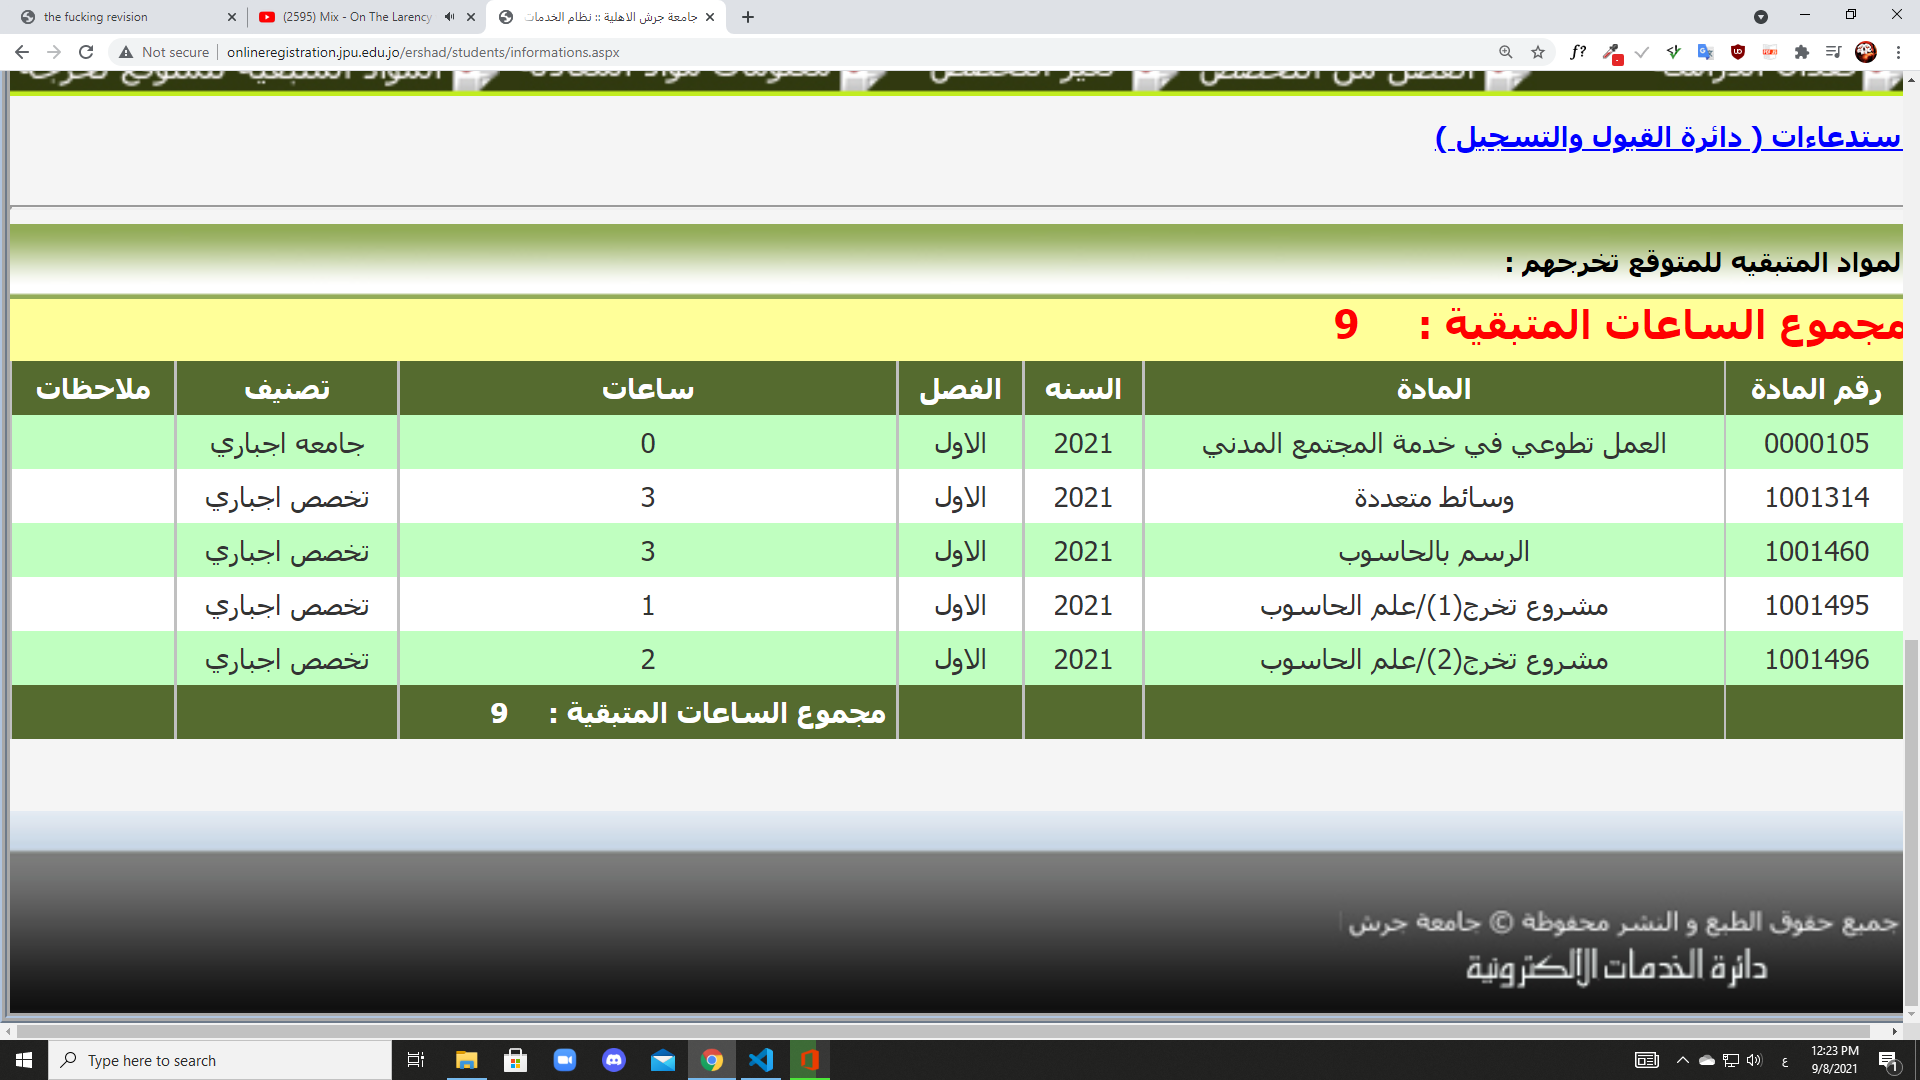 the fucking revision
(2595) Mix - On The Larency
جامعة جرش الاهلية :: نظام الخدمات
Not secure
onlineregistration.jpu.edu.jo/ershad/students/informations.aspx
ستدعاءات ( دائرة القبول والتسجيل )
لمواد المتبقيه للمتوقع تخرجهم :
مجموع الساعات المتبقية : 9
رقم المادة المادة السنه الفصل ساعات تصنيف ملاحظات
0000105 العمل تطوعي في خدمة المجتمع المدني 2021 الاول 0 جامعه اجباري
1001314 وسائط متعددة 2021 الاول 3 تخصص اجباري
1001460 الرسم بالحاسوب 2021 الاول 3 تخصص اجباري
1001495 مشروع تخرج(1)/علم الحاسوب 2021 الاول 1 تخصص اجباري
1001496 مشروع تخرج(2)/علم الحاسوب 2021 الاول 2 تخصص اجباري
مجموع الساعات المتبقية : 9
جميع حقوق الطبع و النشر محفوظة © جامعة جرش
دائرة الخدمات الألكترونية
Type here to search
ع
12:23 PM
9/8/2021
1